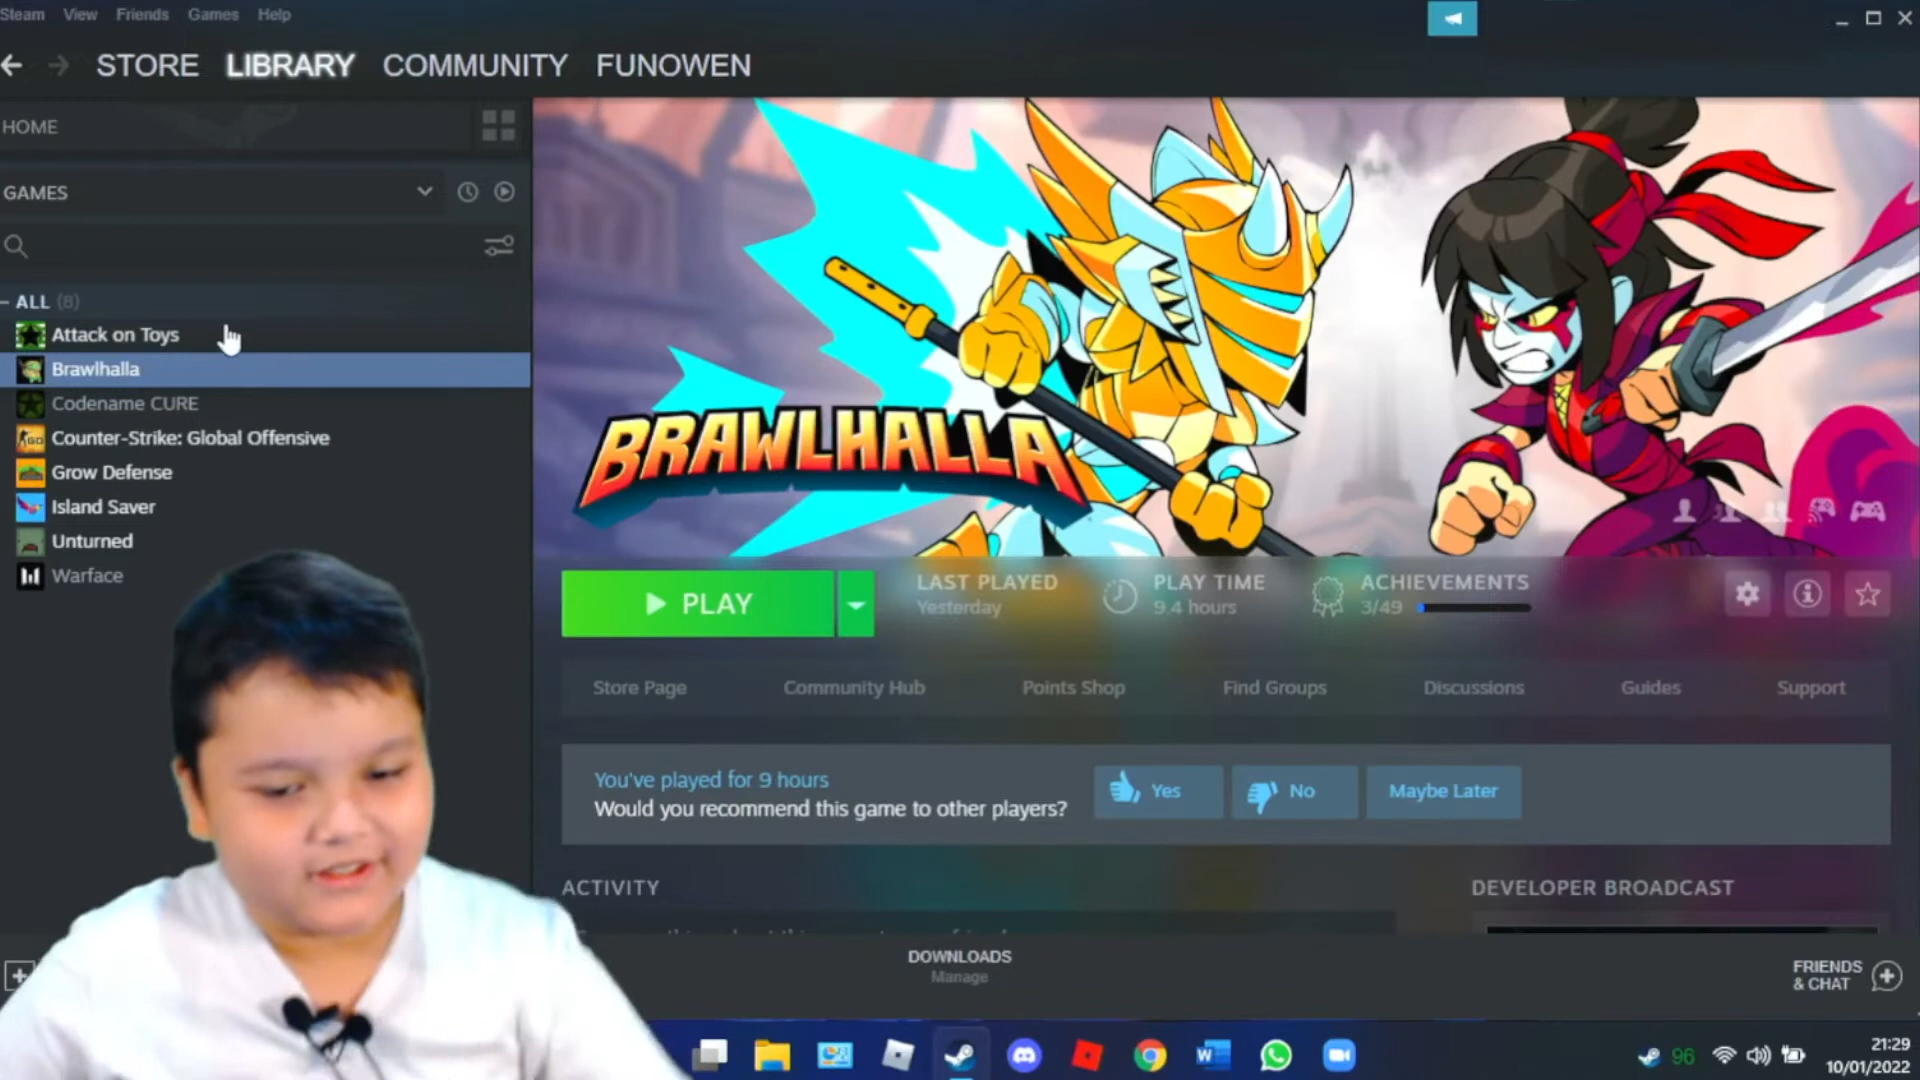 Steam View Friends Games Help
STORE LIBRARY COMMUNITY FUNOWEN
HOME
GAMES
ALL (8)
Attack on Toys
Brawlhalla
Codename CURE
Counter-Strike: Global Offensive
Grow Defense
Island Saver
Unturned
Warface
BRAWLHALLA
PLAY
LAST PLAYED
Yesterday
PLAY TIME
9.4 hours
ACHIEVEMENTS
3/49
Store Page Community Hub Points Shop Find Groups Discussions Guides Support
You've played for 9 hours
Would you recommend this game to other players?
Yes No Maybe Later
ACTIVITY
DEVELOPER BROADCAST
DOWNLOADS
Manage
FRIENDS
& CHAT
96
21:29
10/01/2022